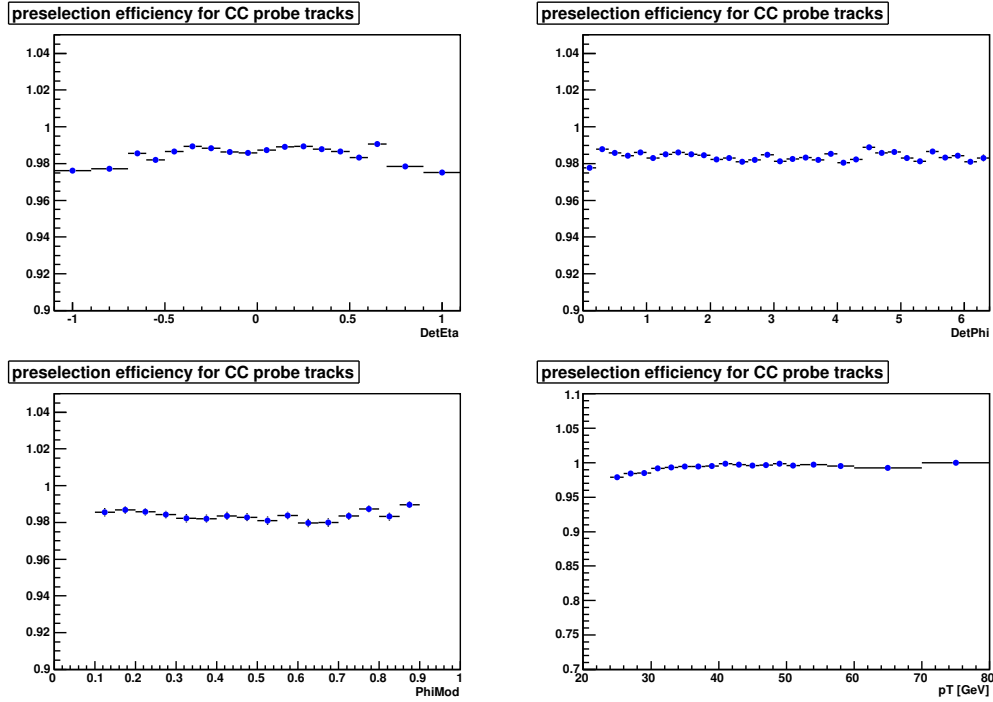 preselection efficiency for CC probe tracks
1.04
1.02
1
0.98
0.96
0.94
0.92
0.9
-1 -0.5 0 0.5 1
DetEta
preselection efficiency for CC probe tracks
1.04
1.02
1
0.98
0.96
0.94
0.92
0.9
0 1 2 3 4 5 6
DetPhi
preselection efficiency for CC probe tracks
1.04
1.02
1
0.98
0.96
0.94
0.92
0.9
0 0.1 0.2 0.3 0.4 0.5 0.6 0.7 0.8 0.9 1
PhiMod
preselection efficiency for CC probe tracks
1.1
1.05
1
0.95
0.9
0.85
0.8
0.75
0.7
20 30 40 50 60 70 80
pT [GeV]